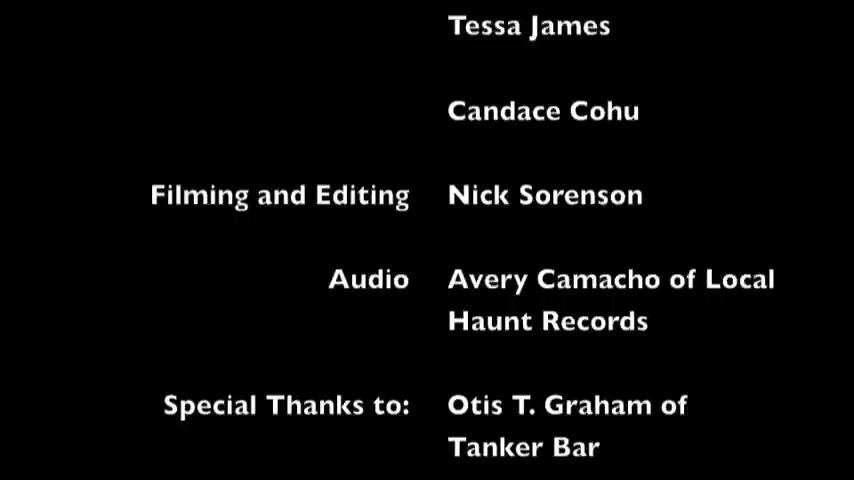 Tessa James
Candace Cohu
Filming and Editing Nick Sorenson
Audio Avery Camacho of Local
Haunt Records
Special Thanks to: Otis T. Graham of
Tanker Bar